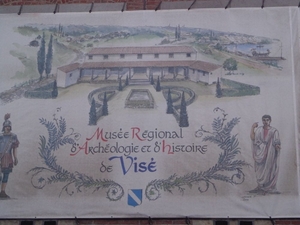 Musée Régional
d'Archéologie et d'histoire
de Visé